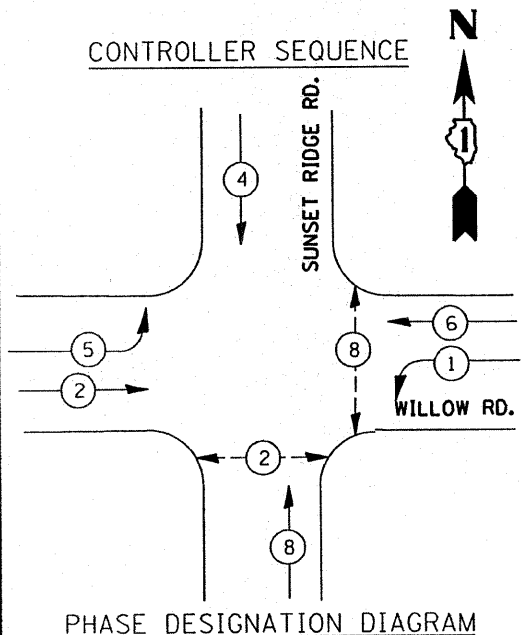 CONTROLLER SEQUENCE
N
1
SUNSET RIDGE RD.
4
5
2
8
6
1
WILLOW RD.
2
8
PHASE DESIGNATION DIAGRAM